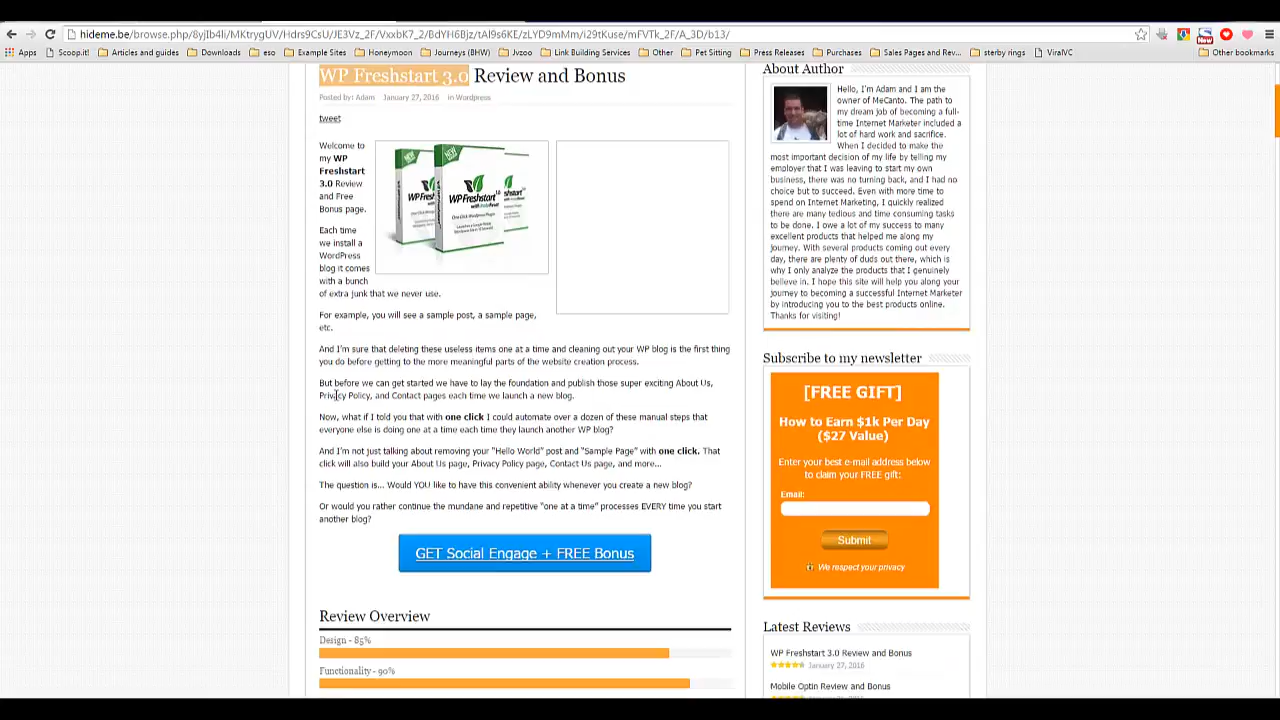 hideme.be/browse.php/8yjIb4li/MKtrygUV/Hdrs9CsU/JE3Vz_2F/VxxbK7_2/BdYH6Bjz/tAl9s6KE/zLYD9mMm/i29tKuse/mFVTk_2F/A_3D/b13/
Apps Scoop.it! Articles and guides Downloads eso Example Sites Honeymoon Journeys (BHW) Jvzoo Link Building Services Other Pet Sitting Press Releases Purchases Sales Pages and Rev... sterby rings ViralVC Other bookmarks
WP Freshstart 3.0 Review and Bonus
Posted by: Adam January 27, 2016 in Wordpress
tweet
Welcome to
my WP
Freshstart
3.0 Review
and Free
Bonus page.
Each time
we install a
WordPress
blog it comes
with a bunch
of extra junk that we never use.
For example, you will see a sample post, a sample page,
etc.
And I'm sure that deleting these useless items one at a time and cleaning out your WP blog is the first thing
you do before getting to the more meaningful parts of the website creation process.
But before we can get started we have to lay the foundation and publish those super exciting About Us,
Privacy Policy, and Contact pages each time we launch a new blog.
Now, what if I told you that with one click I could automate over a dozen of these manual steps that
everyone else is doing one at a time each time they launch another WP blog?
And I'm not just talking about removing your "Hello World" post and "Sample Page" with one click. That
click will also build your About Us page, Privacy Policy page, Contact Us page, and more...
The question is... Would YOU like to have this convenient ability whenever you create a new blog?
Or would you rather continue the mundane and repetitive "one at a time" processes EVERY time you start
another blog?
GET Social Engage + FREE Bonus
Review Overview
Design - 85%
Functionality - 90%
WP Freshstart
About Author
Hello, I'm Adam and I am the
owner of MeCanto. The path to
my dream job of becoming a full-
time Internet Marketer included a
lot of hard work and sacrifice.
When I decided to make the
most important decision of my life by telling my
employer that I was leaving to start my own
business, there was no turning back, and I had no
choice but to succeed. Even with more time to
spend on Internet Marketing, I quickly realized
there are many tedious and time consuming tasks
to be done. I owe a lot of my success to many
excellent products that helped me along my
journey. With several products coming out every
day, there are plenty of duds out there, which is
why I only analyze the products that I genuinely
believe in. I hope this site will help you along your
journey to becoming a successful Internet Marketer
by introducing you to the best products online.
Thanks for visiting!
Subscribe to my newsletter
[FREE GIFT]
How to Earn $1k Per Day
($27 Value)
Enter your best e-mail address below
to claim your FREE gift:
Email:
Submit
We respect your privacy
Latest Reviews
WP Freshstart 3.0 Review and Bonus
January 27, 2016
Mobile Optin Review and Bonus